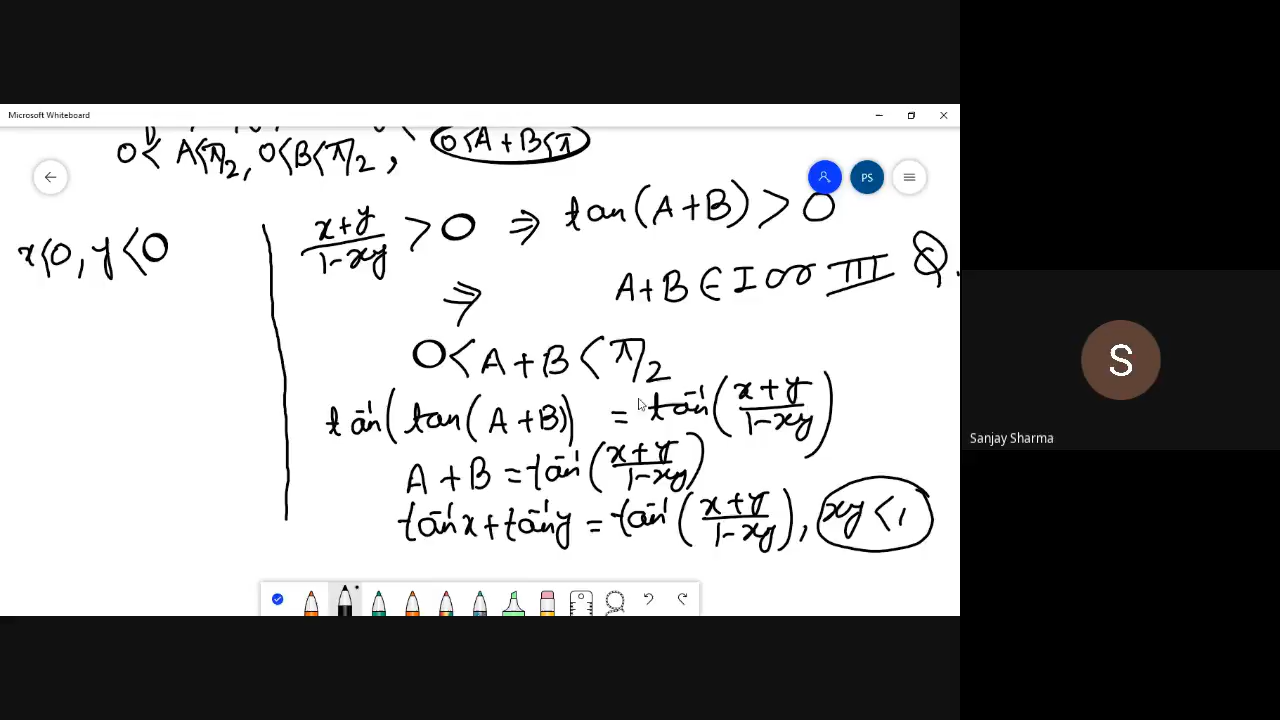 Microsoft Whiteboard
0< A<π/2, 0<B<π/2, 0<A+B<π
PS
x<0, y<0
x+y/1-xy > 0 ⇒ tan(A+B) > 0
⇒ A+B ∈ I or III Q.
0 < A+B < π/2
tan⁻¹(tan(A+B)) = tan⁻¹(x+y/1-xy)
A+B = tan⁻¹(x+y/1-xy)
tan⁻¹x + tan⁻¹y = tan⁻¹(x+y/1-xy), xy < 1
S
Sanjay Sharma